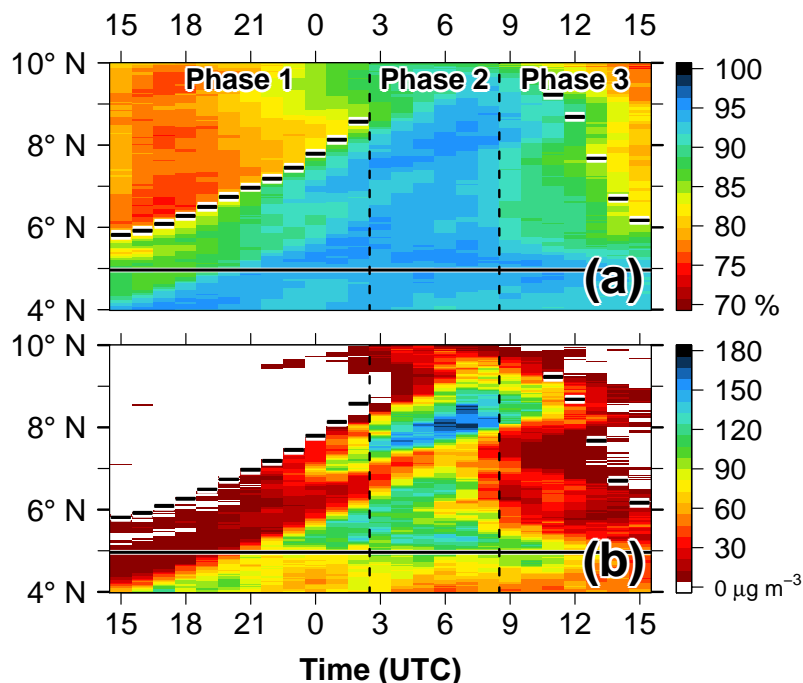 15 18 21 0 3 6 9 12 15
10° N
8° N
6° N
4° N
Phase 1 Phase 2 Phase 3
(a)
100
95
90
85
80
75
70 %
10° N
8° N
6° N
4° N
(b)
180
150
120
90
60
30
0 µg m⁻³
15 18 21 0 3 6 9 12 15
Time (UTC)